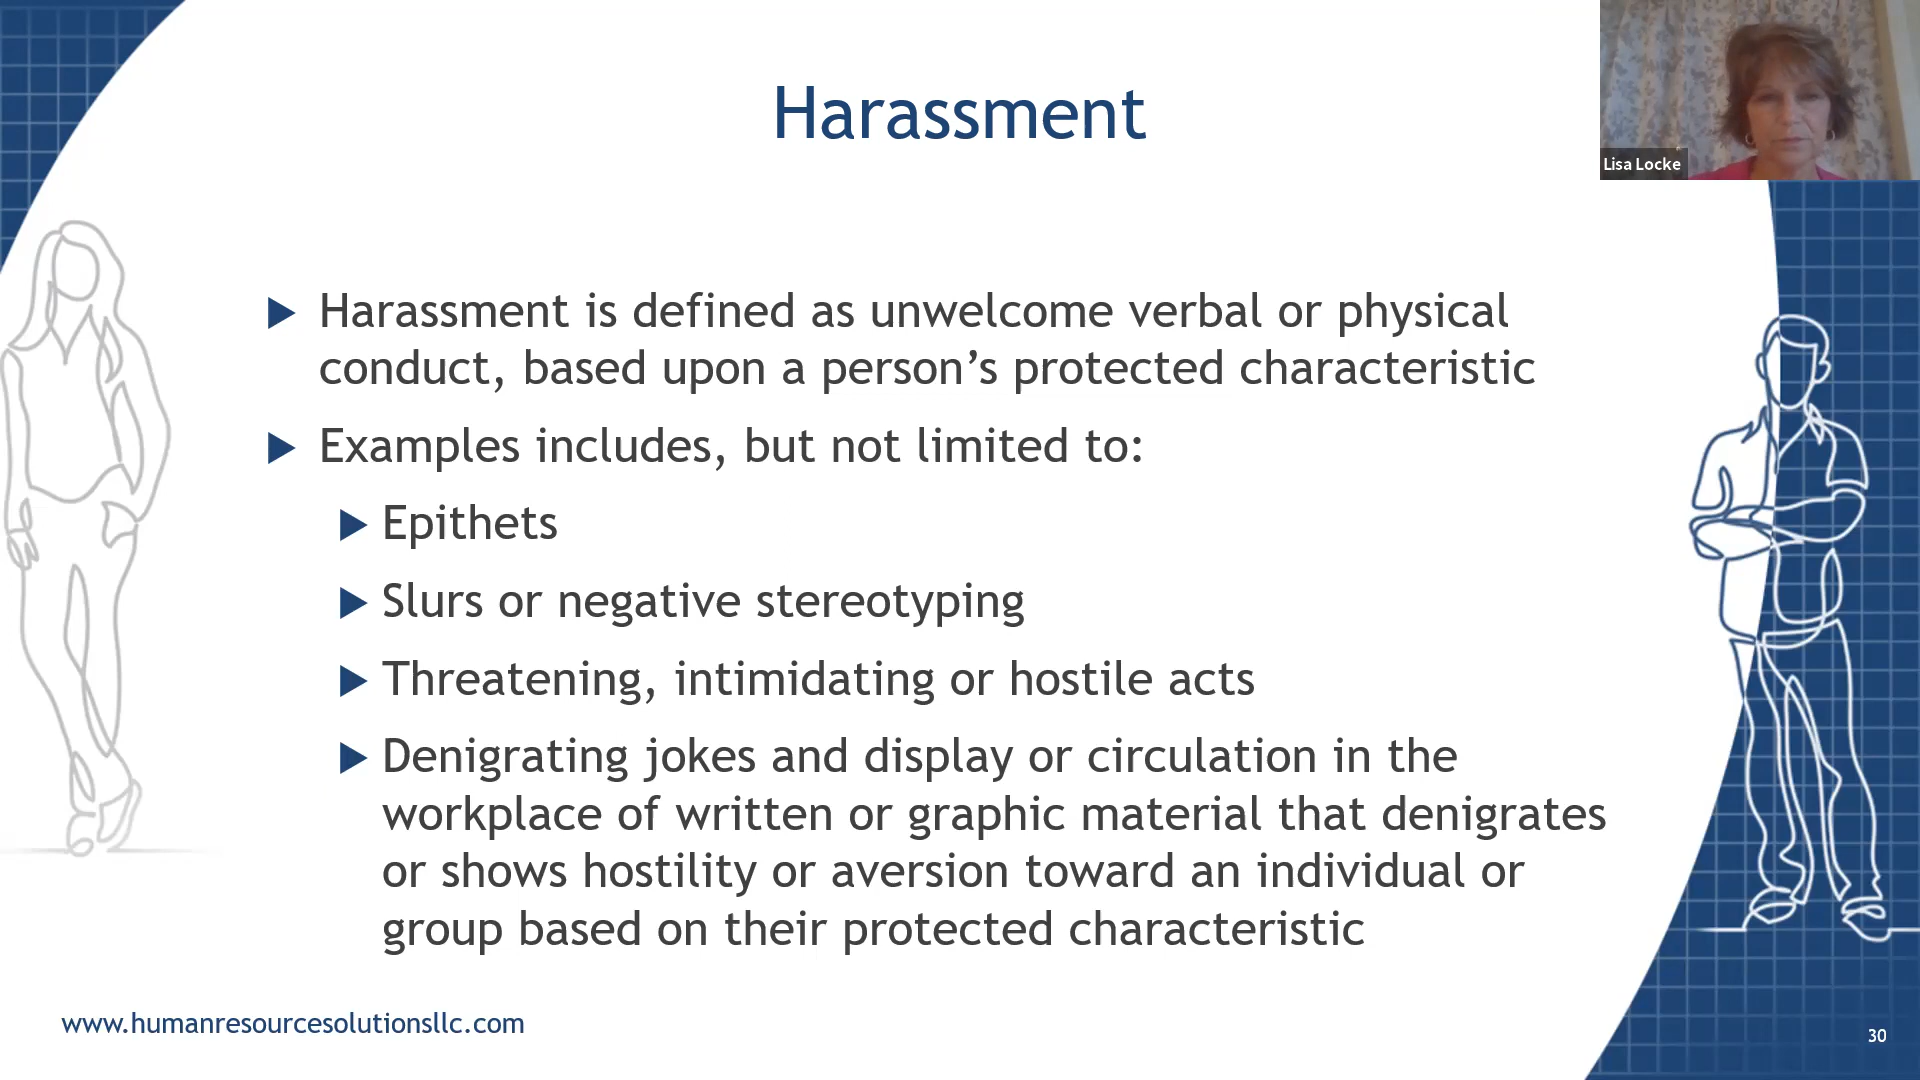 Harassment
Lisa Locke
Harassment is defined as unwelcome verbal or physical
conduct, based upon a person’s protected characteristic
Examples includes, but not limited to:
Epithets
Slurs or negative stereotyping
Threatening, intimidating or hostile acts
Denigrating jokes and display or circulation in the
workplace of written or graphic material that denigrates
or shows hostility or aversion toward an individual or
group based on their protected characteristic
www.humanresourcesolutionsllc.com
30